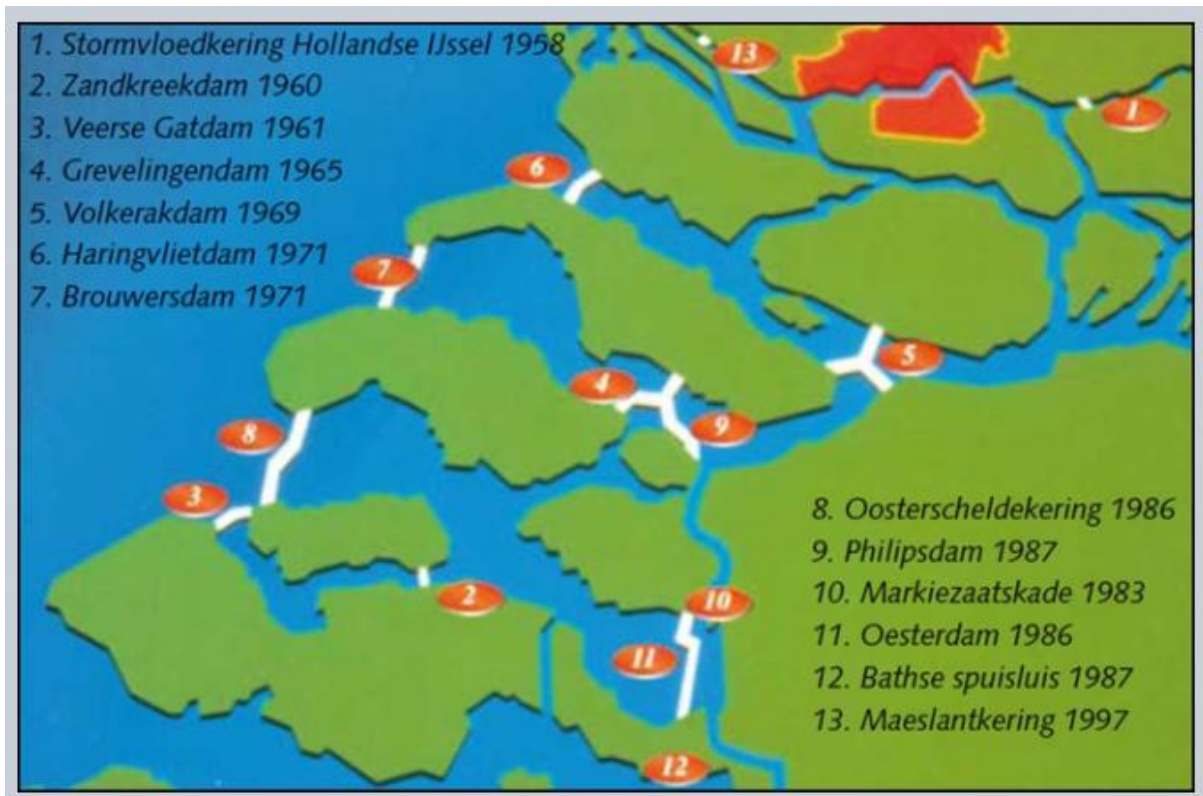 1. Stormvloedkering Hollandse IJssel 1958
2. Zandkreekdam 1960
3. Veerse Gatdam 1961
4. Grevelingendam 1965
5. Volkerakdam 1969
6. Haringvlietdam 1971
7. Brouwersdam 1971
13
1
6
7
5
4
9
8
3
2
10
11
12
8. Oosterscheldekering 1986
9. Philipsdam 1987
10. Markiezaatskade 1983
11. Oesterdam 1986
12. Bathse spuisluis 1987
13. Maeslantkering 1997